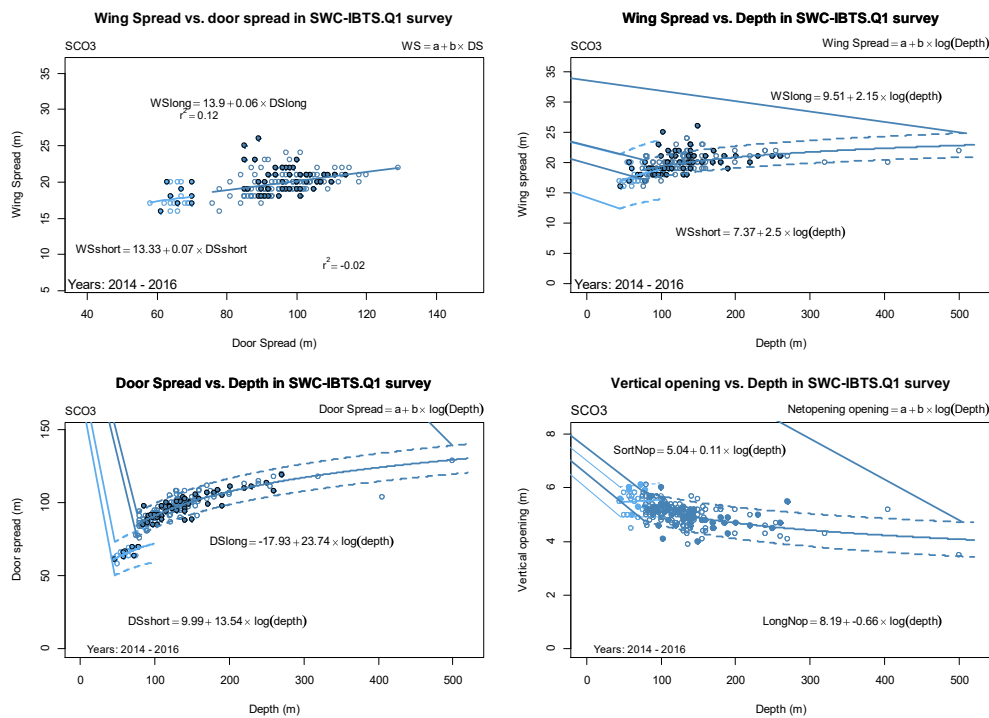 Wing Spread vs. door spread in SWC-IBTS.Q1 survey
SCO3
WS = a + b × DS
WSlong = 13.9 + 0.06 × DSlong
r² = 0.12
WSshort = 13.33 + 0.07 × DSshort
r² = -0.02
Years: 2014 - 2016
Wing Spread (m)
5 10 15 20 25 30 35
40 60 80 100 120 140
Door Spread (m)
Wing Spread vs. Depth in SWC-IBTS.Q1 survey
SCO3
Wing Spread = a + b × log(Depth)
WSlong = 9.51 + 2.15 × log(depth)
WSshort = 7.37 + 2.5 × log(depth)
Years: 2014 - 2016
Wing spread (m)
0 5 10 15 20 25 30 35
0 100 200 300 400 500
Depth (m)
Door Spread vs. Depth in SWC-IBTS.Q1 survey
SCO3
Door Spread = a + b × log(Depth)
DSlong = -17.93 + 23.74 × log(depth)
DSshort = 9.99 + 13.54 × log(depth)
Years: 2014 - 2016
Door spread (m)
0 50 100 150
0 100 200 300 400 500
Depth (m)
Vertical opening vs. Depth in SWC-IBTS.Q1 survey
SCO3
Netopening opening = a + b × log(Depth)
SortNop = 5.04 + 0.11 × log(depth)
LongNop = 8.19 + -0.66 × log(depth)
Years: 2014 - 2016
Vertical opening (m)
0 2 4 6 8
0 100 200 300 400 500
Depth (m)